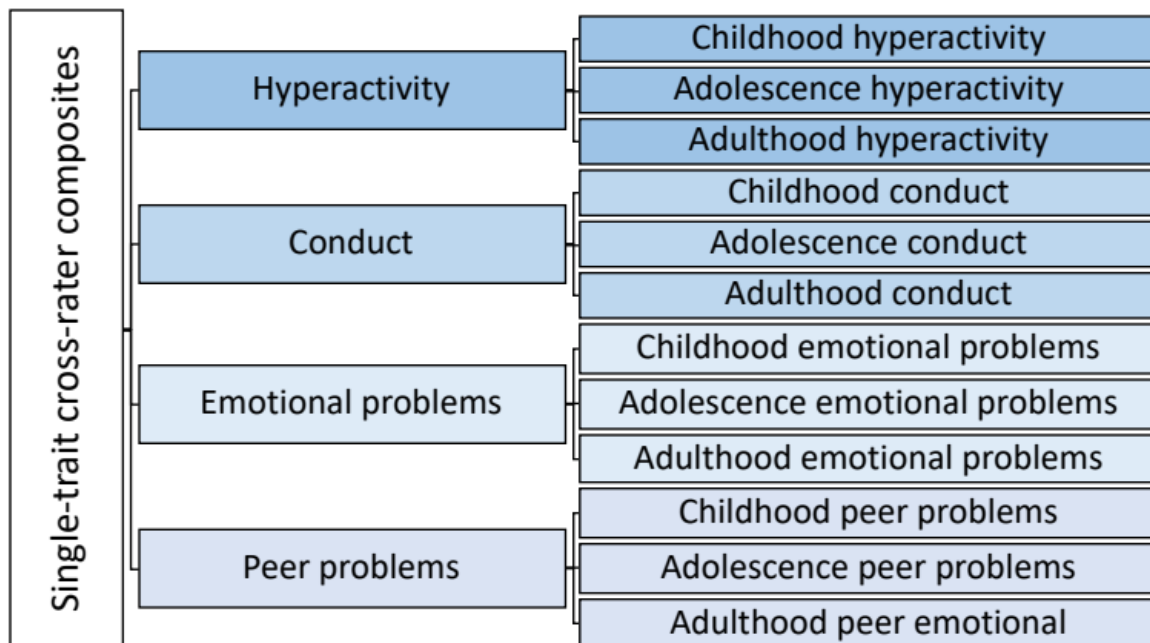 Single-trait cross-rater composites
Hyperactivity
Childhood hyperactivity
Adolescence hyperactivity
Adulthood hyperactivity
Conduct
Childhood conduct
Adolescence conduct
Adulthood conduct
Emotional problems
Childhood emotional problems
Adolescence emotional problems
Adulthood emotional problems
Peer problems
Childhood peer problems
Adolescence peer problems
Adulthood peer emotional